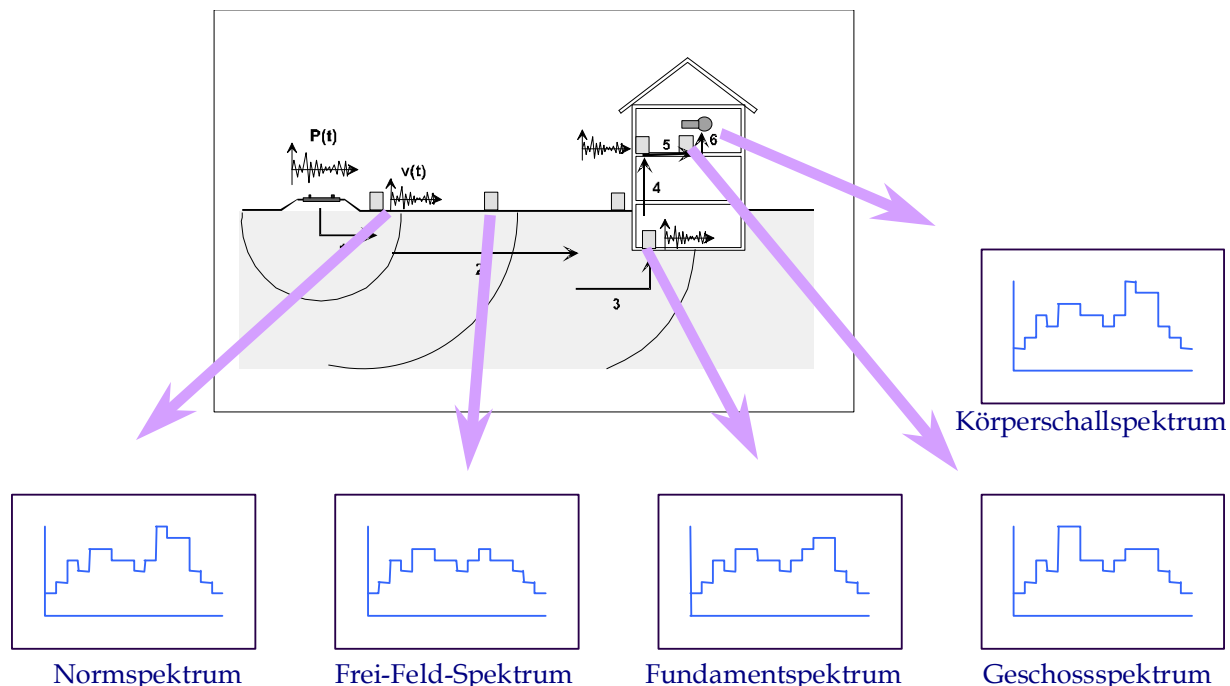 P(t)
v(t)
5
6
4
2
3
Körperschallspektrum
Normspektrum
Frei-Feld-Spektrum
Fundamentspektrum
Geschossspektrum